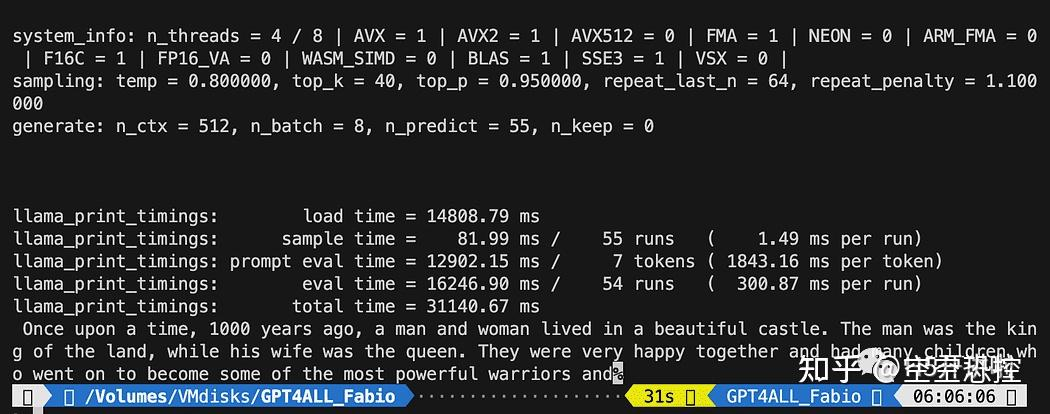 system_info: n_threads = 4 / 8 | AVX = 1 | AVX2 = 1 | AVX512 = 0 | FMA = 1 | NEON = 0 | ARM_FMA = 0
| F16C = 1 | FP16_VA = 0 | WASM_SIMD = 0 | BLAS = 1 | SSE3 = 1 | VSX = 0 |
sampling: temp = 0.800000, top_k = 40, top_p = 0.950000, repeat_last_n = 64, repeat_penalty = 1.100
000
generate: n_ctx = 512, n_batch = 8, n_predict = 55, n_keep = 0
llama_print_timings: load time = 14808.79 ms
llama_print_timings: sample time = 81.99 ms / 55 runs ( 1.49 ms per run)
llama_print_timings: prompt eval time = 12902.15 ms / 7 tokens ( 1843.16 ms per token)
llama_print_timings: eval time = 16246.90 ms / 54 runs ( 300.87 ms per run)
llama_print_timings: total time = 31140.67 ms
Once upon a time, 1000 years ago, a man and woman lived in a beautiful castle. The man was the kin
g of the land, while his wife was the queen. They were very happy together and had many children wh
o went on to become some of the most powerful warriors and%
知乎 @
/Volumes/VMdisks/GPT4ALL_Fabio 31s GPT4ALL_Fabio 06:06:06